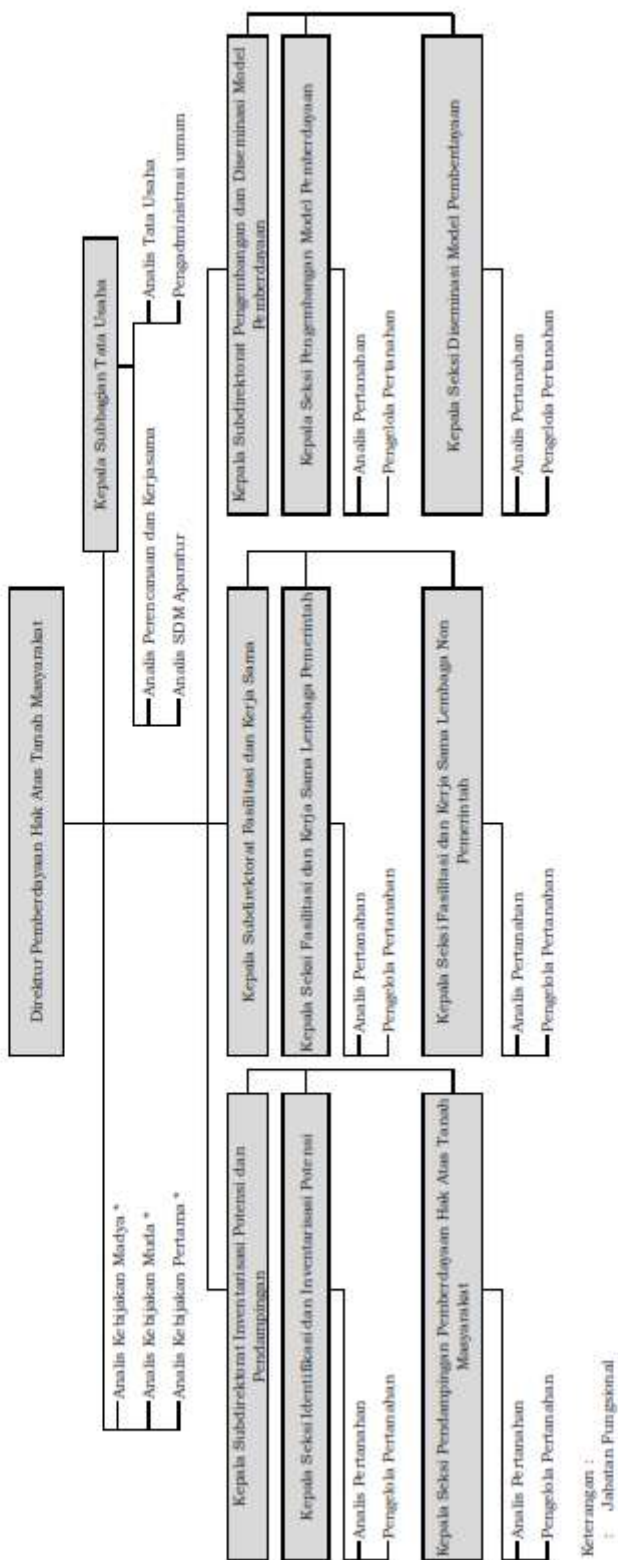 Direktur Pemberdayaan Hak Atas Tanah Masyarakat
Analis Kebijakan Madya *
Analis Kebijakan Muda *
Analis Kebijakan Pertama *
Kepala Subbagian Tata Usaha
Analis Perencanaan dan Kerjasama
Analis SDM Aparatur
Analis Tata Usaha
Pengadministrasi umum
Kepala Subdirektorat Inventarisasi Potensi dan
Pendampingan
Kepala Seksi Identifikasi dan Inventarisasi Potensi
Analis Pertanahan
Pengelola Pertanahan
Kepala Seksi Pendampingan Pemberdayaan Hak Atas Tanah
Masyarakat
Analis Pertanahan
Pengelola Pertanahan
Kepala Subdirektorat Fasilitasi dan Kerja Sama
Kepala Seksi Fasilitasi dan Kerja Sama Lembaga Pemerintah
Analis Pertanahan
Pengelola Pertanahan
Kepala Seksi Fasilitasi dan Kerja Sama Lembaga Non
Pemerintah
Analis Pertanahan
Pengelola Pertanahan
Kepala Subdirektorat Pengembangan dan Diseminasi Model
Pemberdayaan
Kepala Seksi Pengembangan Model Pemberdayaan
Analis Pertanahan
Pengelola Pertanahan
Kepala Seksi Diseminasi Model Pemberdayaan
Analis Pertanahan
Pengelola Pertanahan
Keterangan :
: Jabatan Fungsional